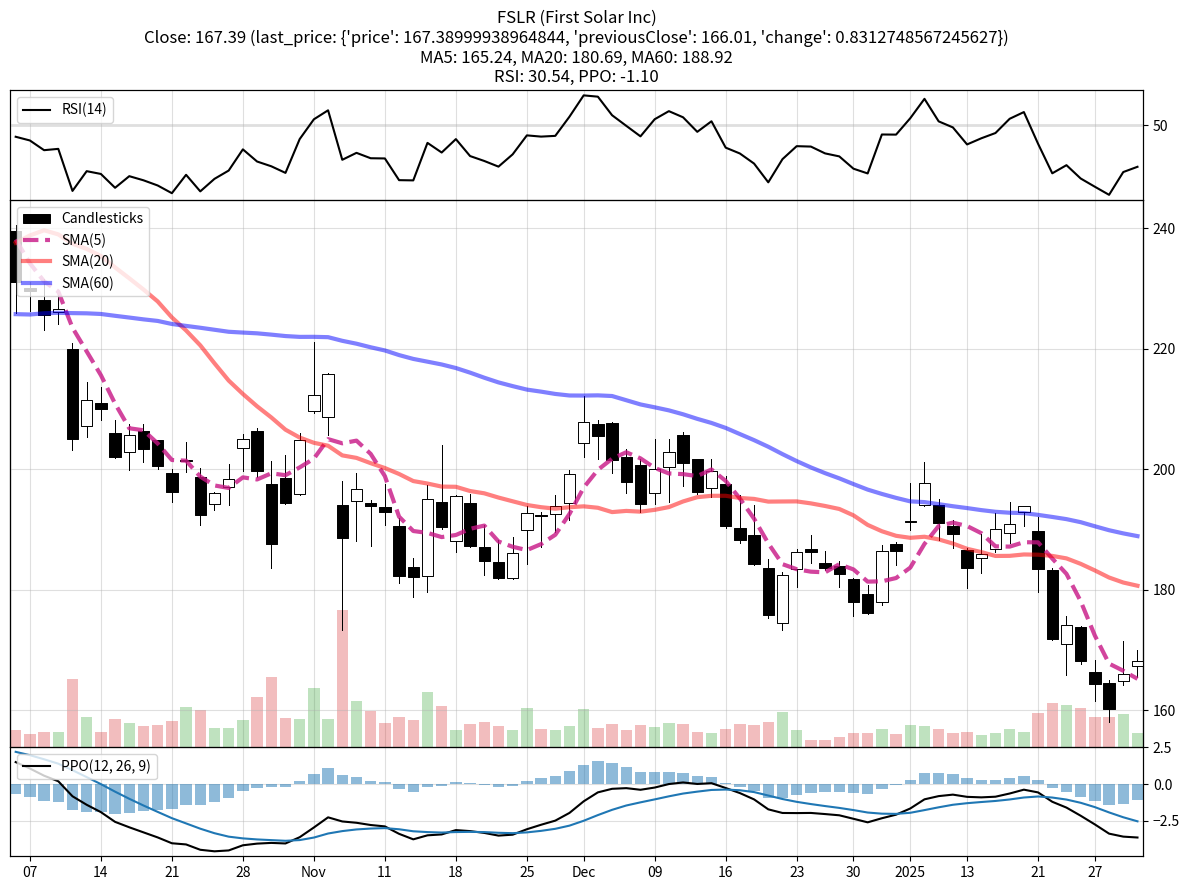 FSLR (First Solar Inc)
Close: 167.39 (last_price: {'price': 167.38999938964844, 'previousClose': 166.01, 'change': 0.8312748567245627})
MA5: 165.24, MA20: 180.69, MA60: 188.92
RSI: 30.54, PPO: -1.10
RSI(14)
50
Candlesticks
SMA(5)
SMA(20)
SMA(60)
240
220
200
180
160
PPO(12, 26, 9)
2.5
0.0
−2.5
07 14 21 28 Nov 11 18 25 Dec 09 16 23 30 2025 13 21 27